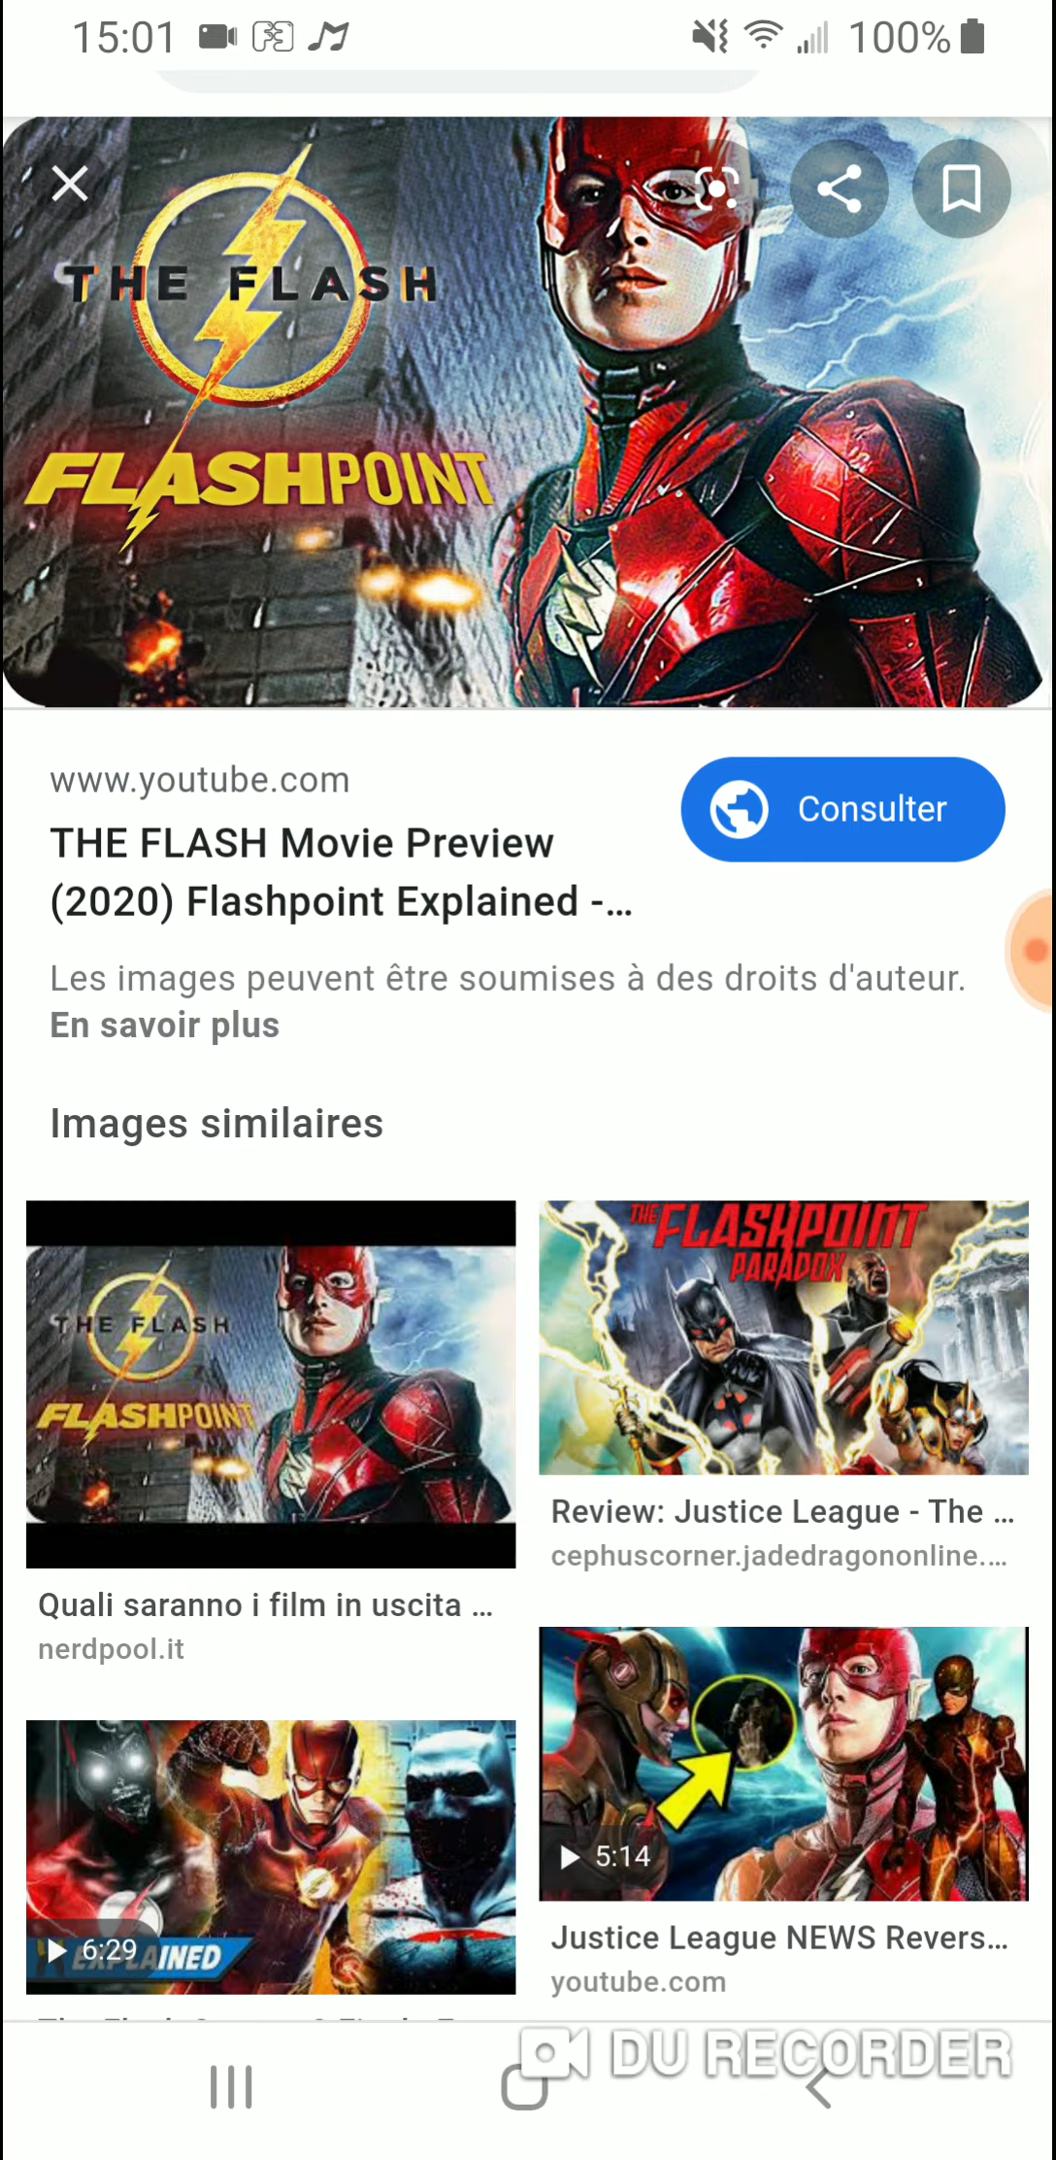 15:01
100%
THE FLASH
FLASHPOINT
www.youtube.com
Consulter
THE FLASH Movie Preview
(2020) Flashpoint Explained -...
Les images peuvent être soumises à des droits d'auteur.
En savoir plus
Images similaires
THE FLASH
FLASHPOINT
Quali saranno i film in uscita ...
nerdpool.it
THE FLASHPOINT
PARADOX
Review: Justice League - The ...
cephuscorner.jadedragononline....
6:29
EXPLAINED
5:14
Justice League NEWS Revers...
youtube.com
DU RECORDER